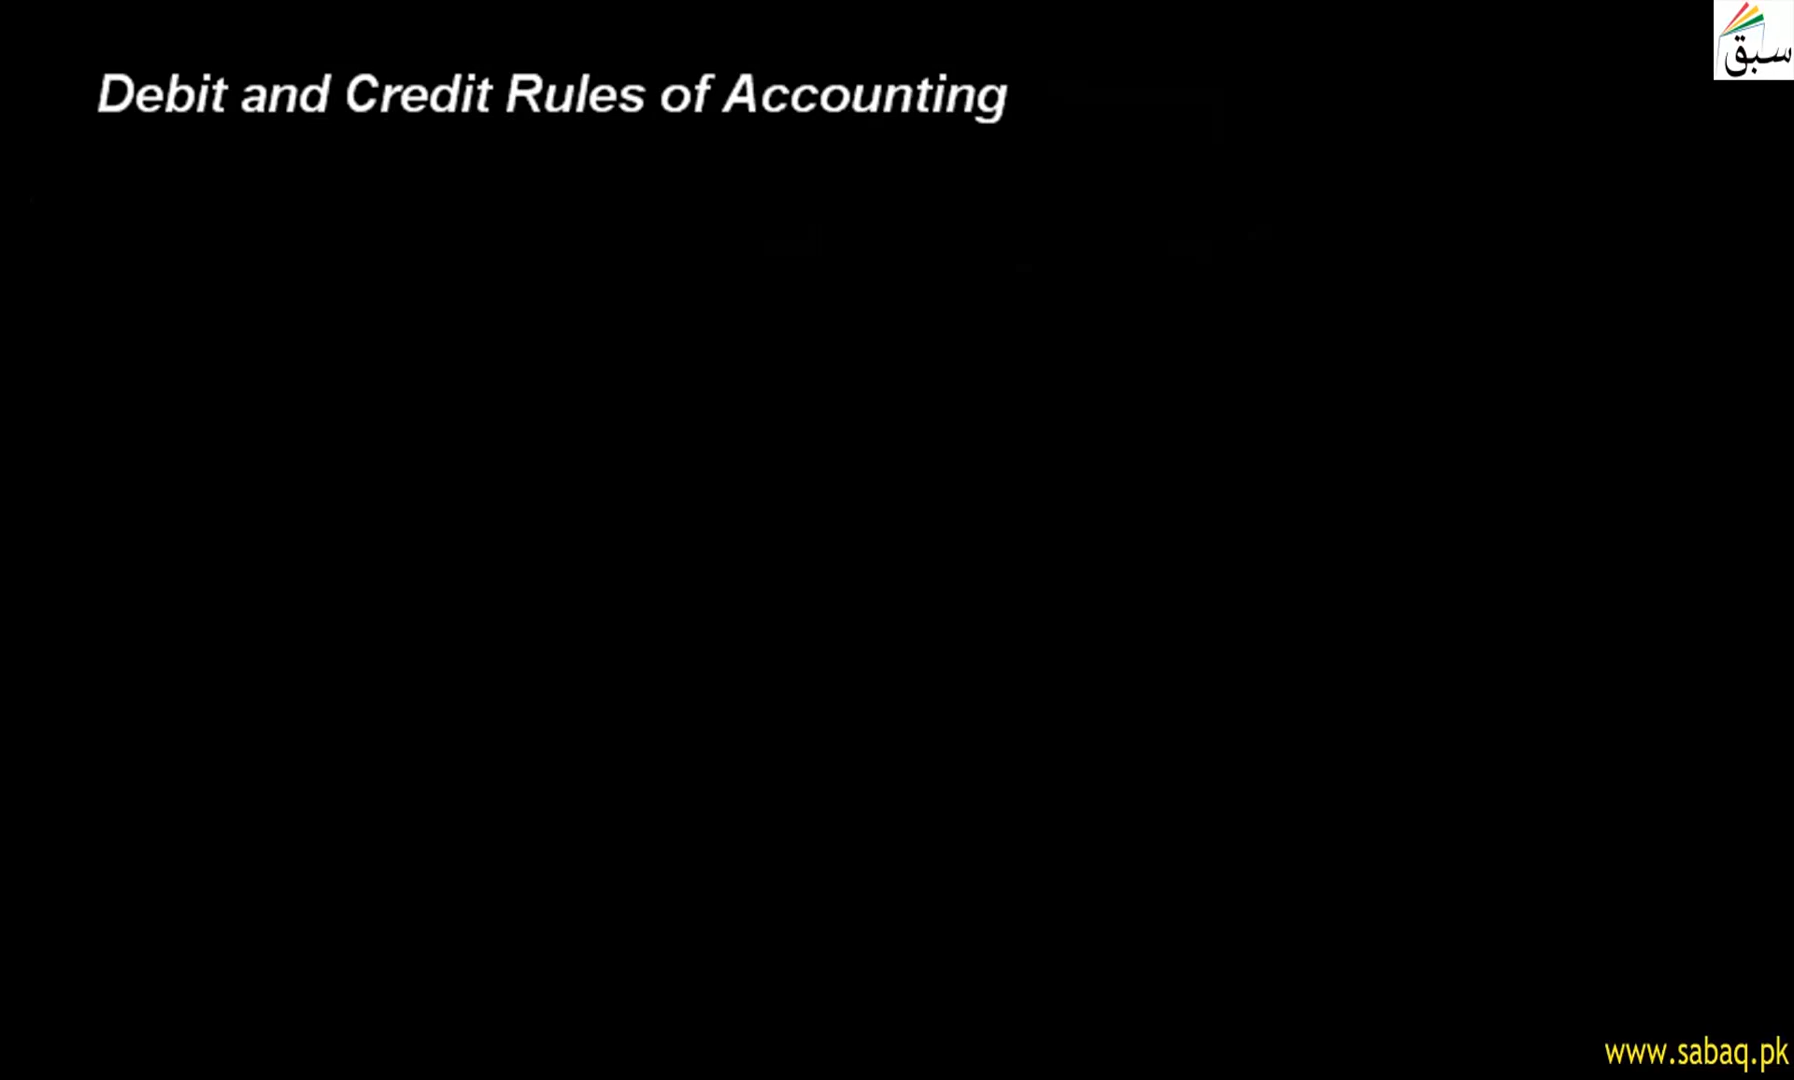 سبق
Debit and Credit Rules of Accounting
www.sabaq.pk